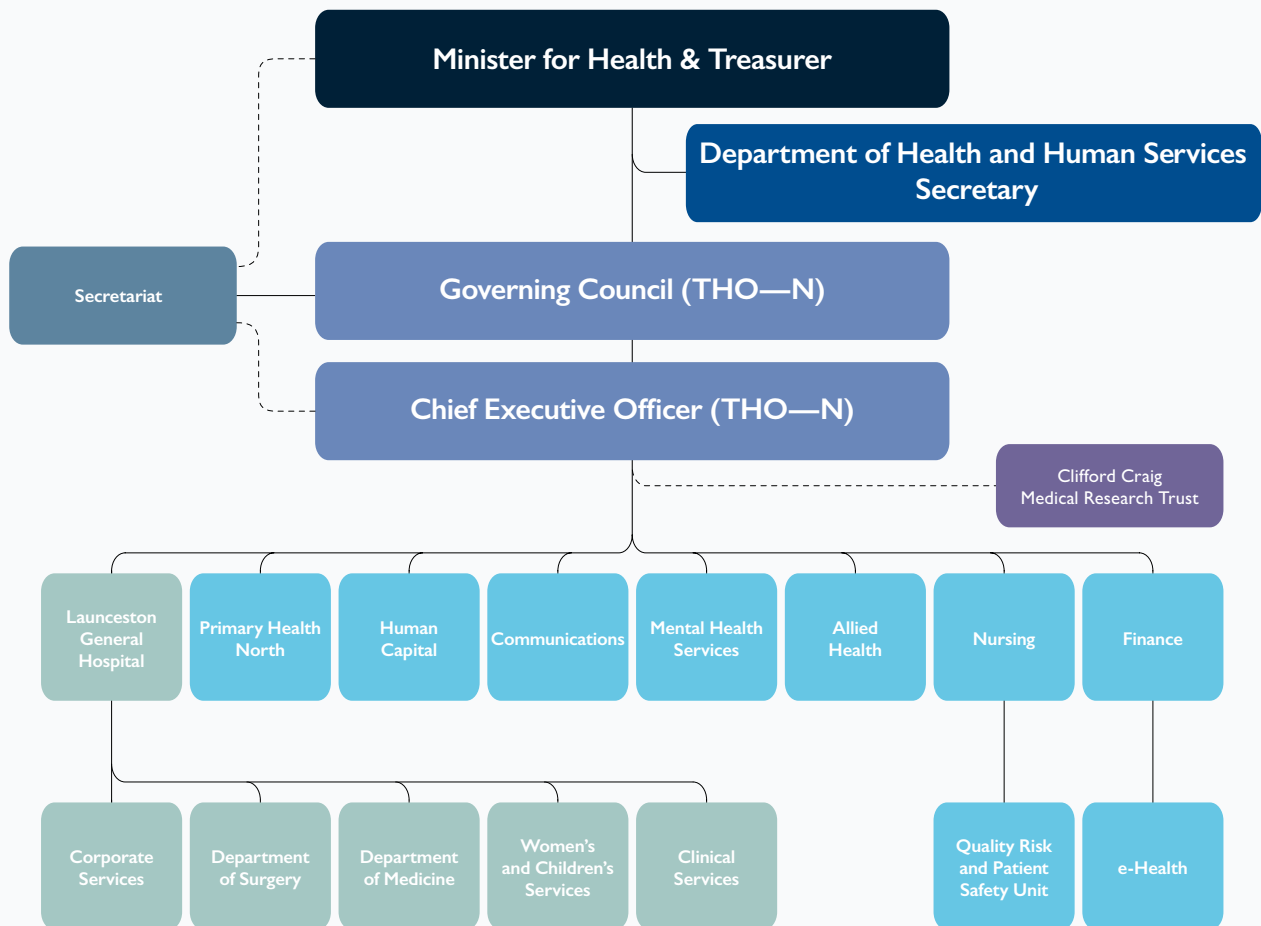 Minister for Health & Treasurer
Department of Health and Human Services
Secretary
Secretariat
Governing Council (THO—N)
Chief Executive Officer (THO—N)
Clifford Craig
Medical Research Trust
Launceston
General
Hospital
Primary Health
North
Human
Capital
Communications
Mental Health
Services
Allied
Health
Nursing
Finance
Corporate
Services
Department
of Surgery
Department
of Medicine
Women’s
and Children’s
Services
Clinical
Services
Quality Risk
and Patient
Safety Unit
e-Health